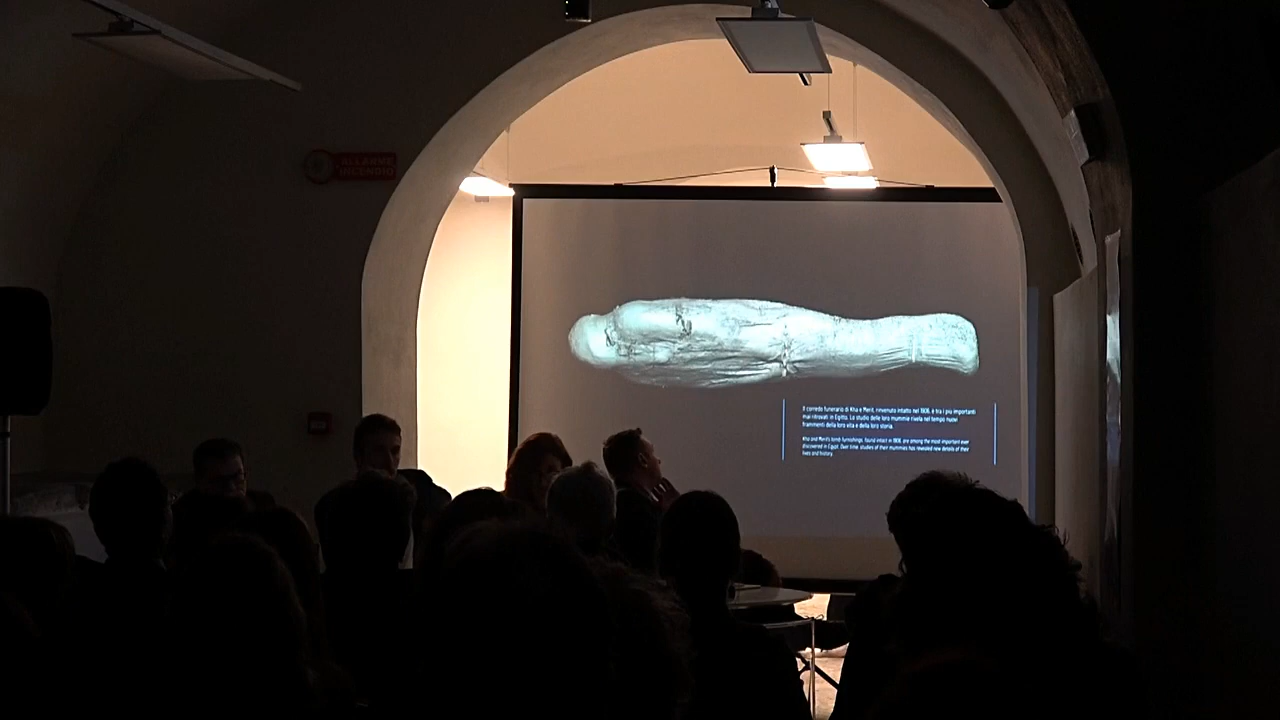 ALLARME
INCENDIO
Il corredo funerario di Kha e Merit, rinvenuto intatto nel 1906, è tra i più importanti
mai ritrovati in Egitto. Lo studio delle loro mummie rivela nel tempo nuovi
frammenti della loro vita e della loro storia.
Kha and Merit's tomb furnishings, found intact in 1906, are among the most important ever
discovered in Egypt. Over time, studies of their mummies has revealed new details of their
lives and history.